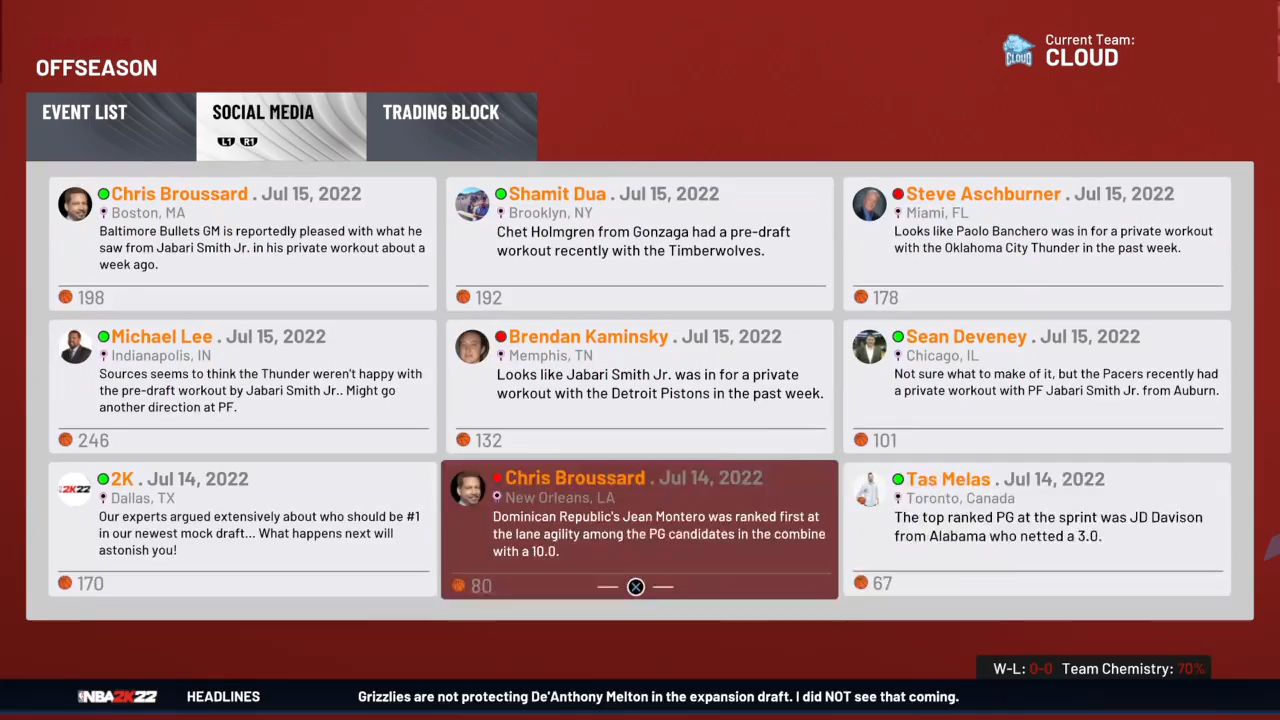 OFFSEASON
Current Team:
CLOUD
CLOUD
EVENT LIST
SOCIAL MEDIA
L1 R1
TRADING BLOCK
Chris Broussard . Jul 15, 2022
Boston, MA
Baltimore Bullets GM is reportedly pleased with what he
saw from Jabari Smith Jr. in his private workout about a
week ago.
198
Shamit Dua . Jul 15, 2022
Brooklyn, NY
Chet Holmgren from Gonzaga had a pre-draft
workout recently with the Timberwolves.
192
Steve Aschburner . Jul 15, 2022
Miami, FL
Looks like Paolo Banchero was in for a private workout
with the Oklahoma City Thunder in the past week.
178
Michael Lee . Jul 15, 2022
Indianapolis, IN
Sources seems to think the Thunder weren't happy with
the pre-draft workout by Jabari Smith Jr.. Might go
another direction at PF.
246
Brendan Kaminsky . Jul 15, 2022
Memphis, TN
Looks like Jabari Smith Jr. was in for a private
workout with the Detroit Pistons in the past week.
132
Sean Deveney . Jul 15, 2022
Chicago, IL
Not sure what to make of it, but the Pacers recently had
a private workout with PF Jabari Smith Jr. from Auburn.
101
2K22
2K . Jul 14, 2022
Dallas, TX
Our experts argued extensively about who should be #1
in our newest mock draft... What happens next will
astonish you!
170
Chris Broussard . Jul 14, 2022
New Orleans, LA
Dominican Republic's Jean Montero was ranked first at
the lane agility among the PG candidates in the combine
with a 10.0.
80
Tas Melas . Jul 14, 2022
Toronto, Canada
The top ranked PG at the sprint was JD Davison
from Alabama who netted a 3.0.
67
W-L: 0-0 Team Chemistry: 70%
NBA2K22 HEADLINES Grizzlies are not protecting De'Anthony Melton in the expansion draft. I did NOT see that coming.